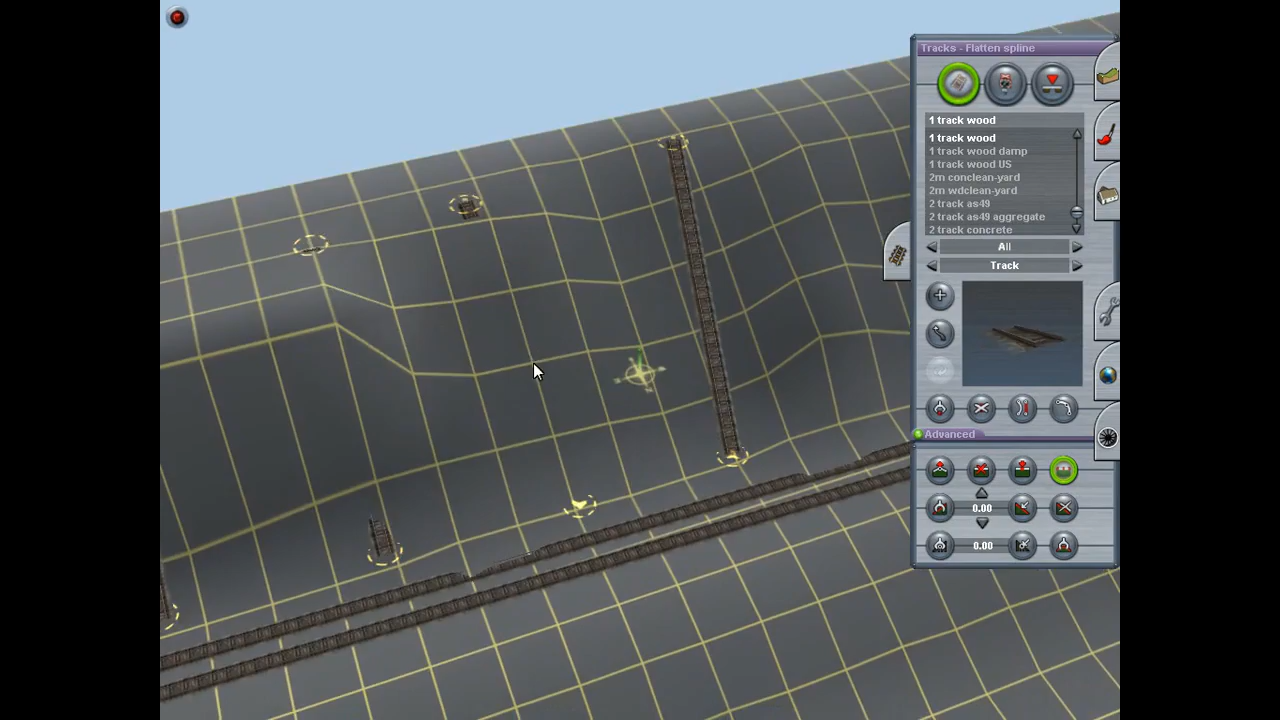 Tracks - Flatten spline
1 track wood
1 track wood
1 track wood damp
1 track wood US
2m conclean-yard
2m wdclean-yard
2 track as49
2 track as49 aggregate
2 track concrete
All
Track
Advanced
0.00
0.00